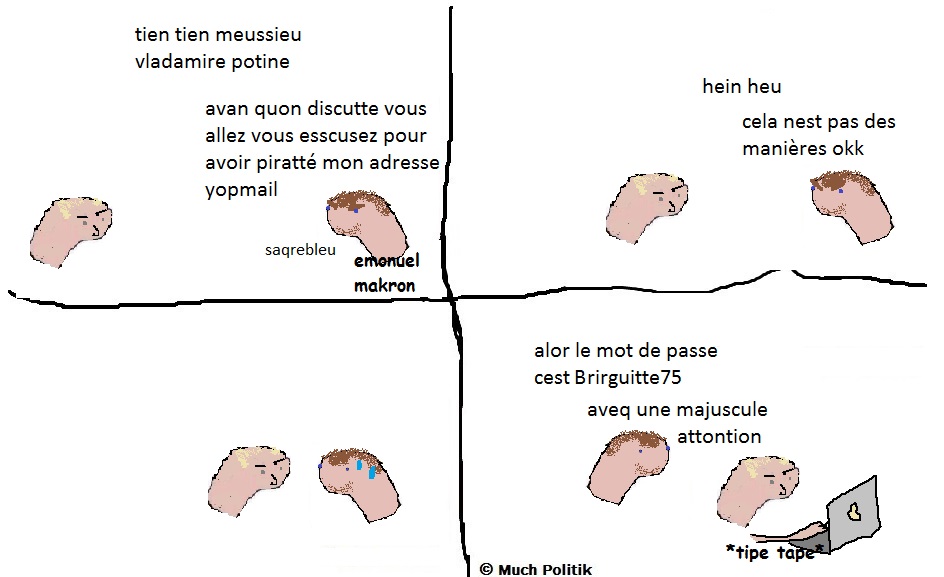 tien tien meussieu
vladamire potine
avan quon discutte vous
allez vous esscusez pour
avoir piratté mon adresse
yopmail
saqrebleu
emonuel
makron
hein heu
cela nest pas des
manières okk
alor le mot de passe
cest Brirguitte75
aveq une majuscule
attontion
*tipe tape*
© Much Politik